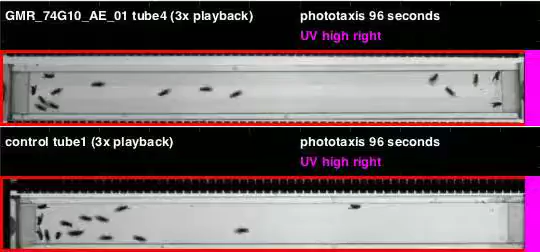 GMR_74G10_AE_01 tube4 (3x playback) phototaxis 96 seconds
UV high right
control tube1 (3x playback) phototaxis 96 seconds
UV high right